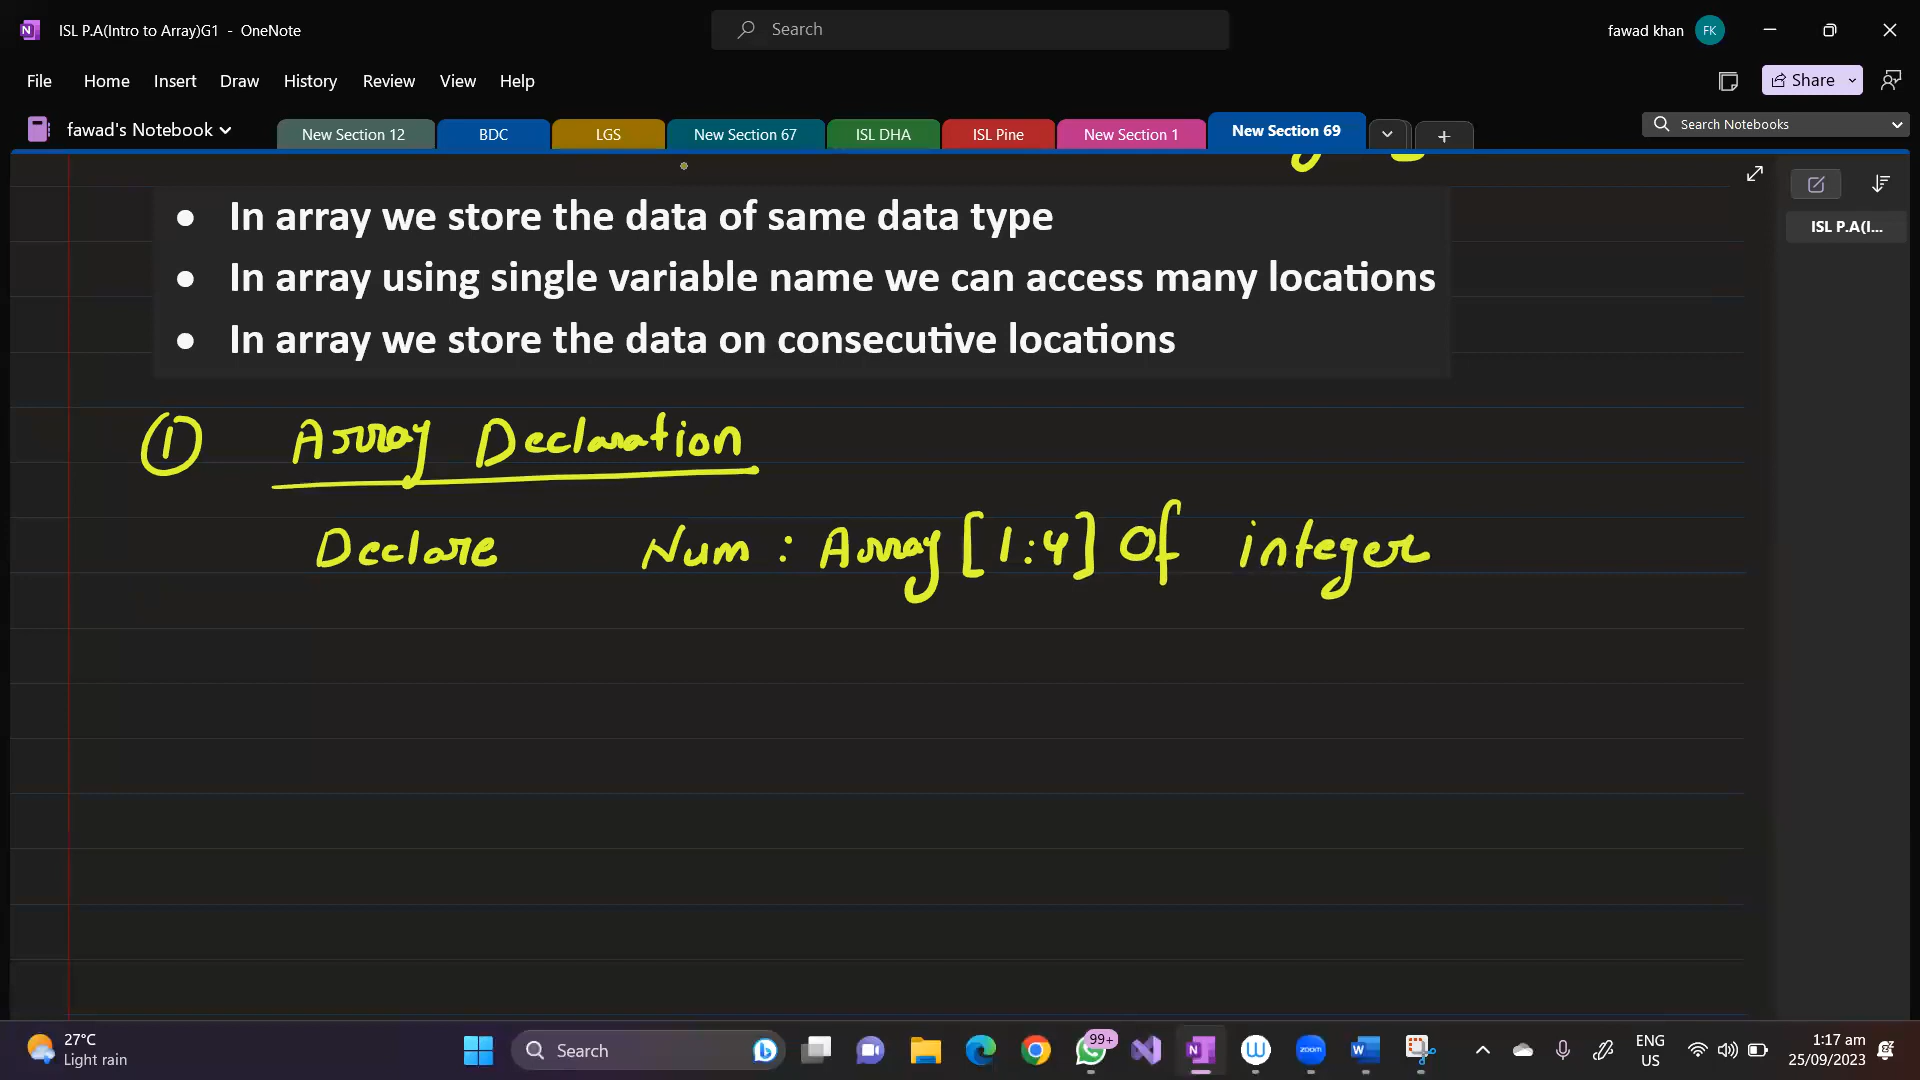 ISL P.A(Intro to Array)G1 - OneNote
Search
fawad khan FK
File Home Insert Draw History Review View Help
Share
fawad's Notebook
New Section 12 BDC LGS New Section 67 ISL DHA ISL Pine New Section 1 New Section 69 +
Search Notebooks
ISL P.A(I...
• In array we store the data of same data type
• In array using single variable name we can access many locations
• In array we store the data on consecutive locations
① Array Declaration
Declare Num : Array [1:4] Of integer
27°C
Light rain
Search
99+
zoom
ENG
US
1:17 am
25/09/2023